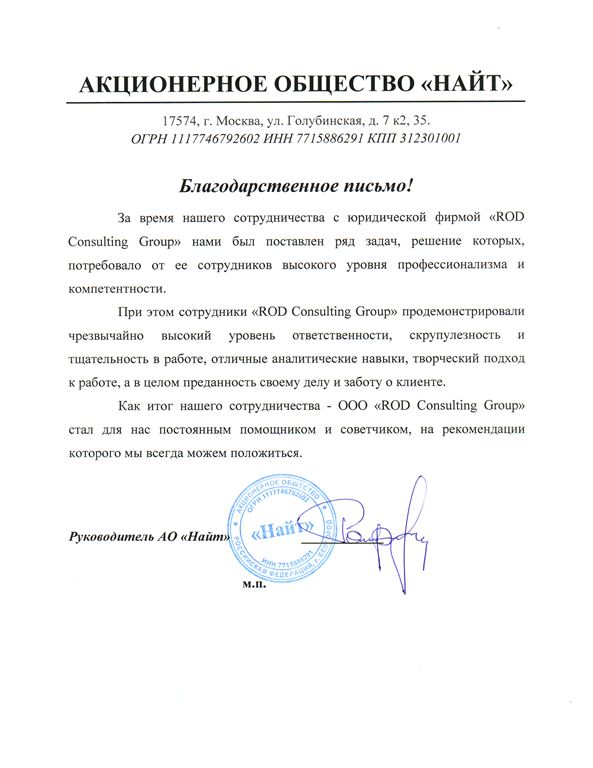 АКЦИОНЕРНОЕ ОБЩЕСТВО «НАЙТ»
17574, г. Москва, ул. Голубинская, д. 7 к2, 35.
ОГРН 1117746792602 ИНН 7715886291 КПП 312301001
Благодарственное письмо!
За время нашего сотрудничества с юридической фирмой «ROD
Consulting Group» нами был поставлен ряд задач, решение которых,
потребовало от ее сотрудников высокого уровня профессионализма и
компетентности.
При этом сотрудники «ROD Consulting Group» продемонстрировали
чрезвычайно высокий уровень ответственности, скрупулезность и
тщательность в работе, отличные аналитические навыки, творческий подход
к работе, а в целом преданность своему делу и заботу о клиенте.
Как итог нашего сотрудничества - ООО «ROD Consulting Group»
стал для нас постоянным помощником и советчиком, на рекомендации
которого мы всегда можем положиться.
АКЦИОНЕРНОЕ ОБЩЕСТВО
ОГРН 1117746792602
«Найт»
ИНН 7715886291
РОССИЙСКАЯ ФЕДЕРАЦИЯ, г. БЕЛГОРОД
Руководитель АО «Найт»
м.п.